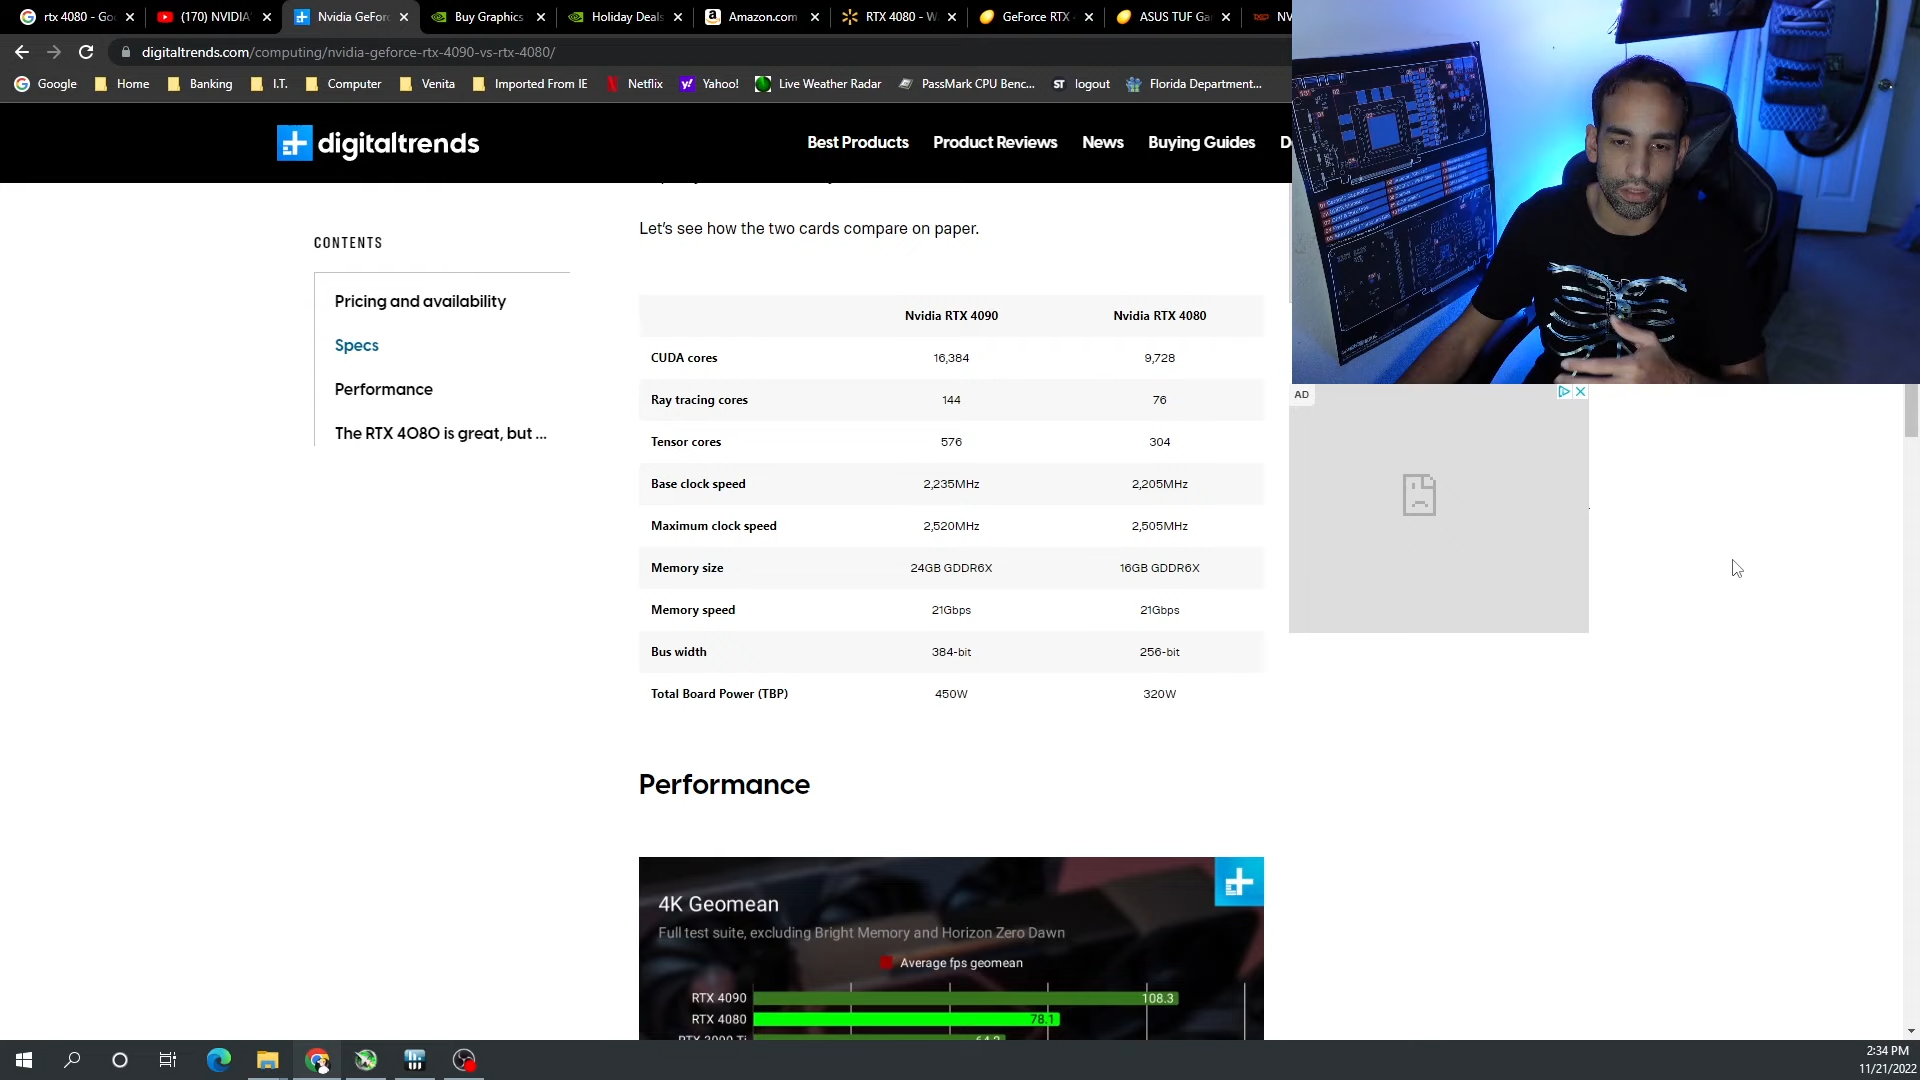 rtx 4080 - Go
(170) NVIDIA
Nvidia GeFor
Buy Graphics
Holiday Deals
Amazon.com
RTX 4080 - W
GeForce RTX
ASUS TUF Ga
NV
digitaltrends.com/computing/nvidia-geforce-rtx-4090-vs-rtx-4080/
Google
Home
Banking
I.T.
Computer
Venita
Imported From IE
Netflix
Yahoo!
Live Weather Radar
PassMark CPU Benc...
ST logout
Florida Department...
digitaltrends
Best Products
Product Reviews
News
Buying Guides
D
CONTENTS
Pricing and availability
Specs
Performance
The RTX 4080 is great, but ...
Let's see how the two cards compare on paper.
Nvidia RTX 4090 Nvidia RTX 4080
CUDA cores 16,384 9,728
Ray tracing cores 144 76
Tensor cores 576 304
Base clock speed 2,235MHz 2,205MHz
Maximum clock speed 2,520MHz 2,505MHz
Memory size 24GB GDDR6X 16GB GDDR6X
Memory speed 21Gbps 21Gbps
Bus width 384-bit 256-bit
Total Board Power (TBP) 450W 320W
AD
Performance
4K Geomean
Full test suite, excluding Bright Memory and Horizon Zero Dawn
Average fps geomean
RTX 4090 108.3
RTX 4080 78.1
2:34 PM
11/21/2022